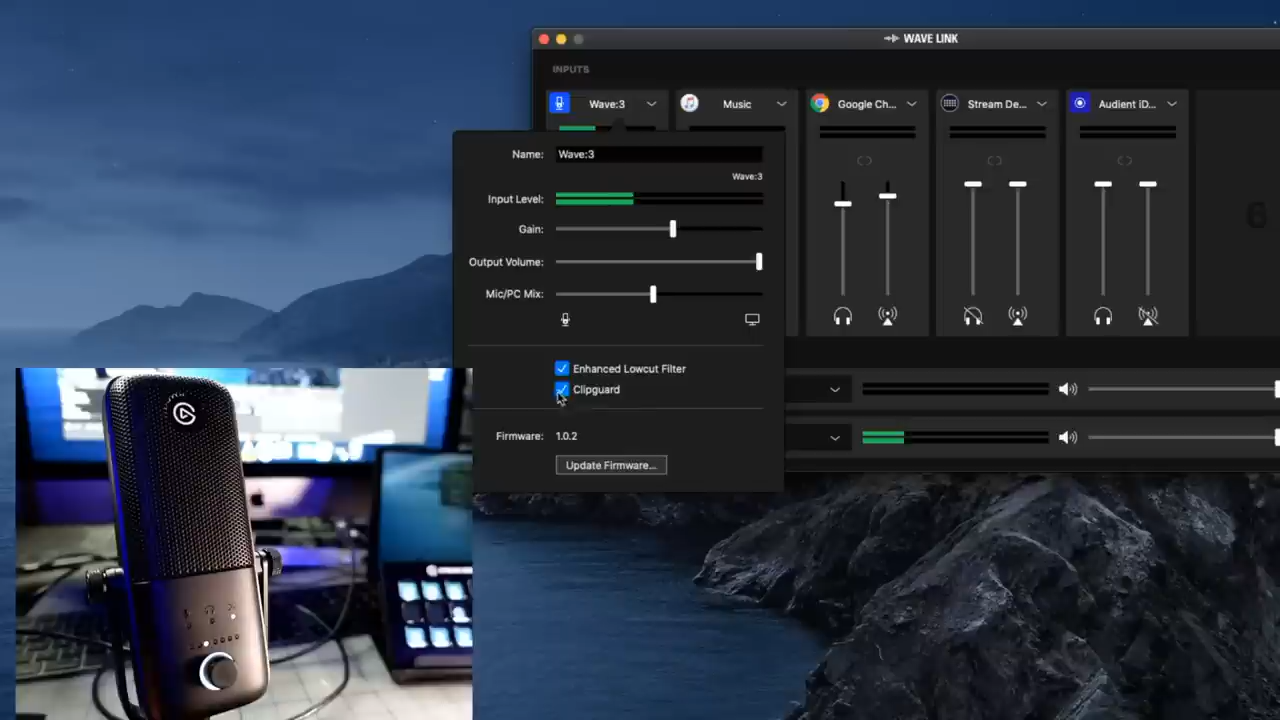 WAVE LINK
INPUTS
Wave:3
Music
Google Ch...
Stream De...
Audient iD...
Name:
Wave:3
Wave:3
Input Level:
Gain:
Output Volume:
Mic/PC Mix:
6
Enhanced Lowcut Filter
Clipguard
Firmware:
1.0.2
Update Firmware...